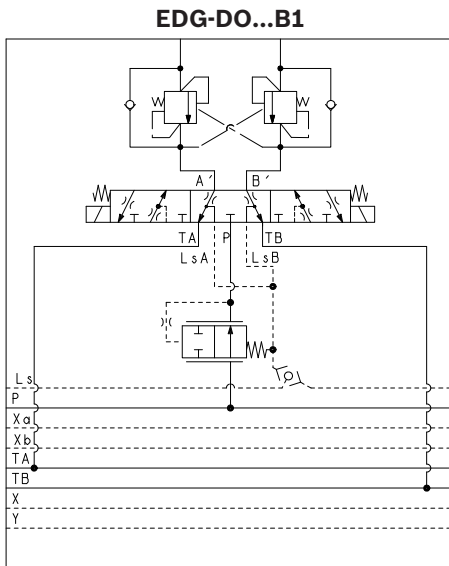 EDG-DO...B1
A′ B′
TA P TB
LsA LsB
Ls
P
Xa
Xb
TA
TB
X
Y